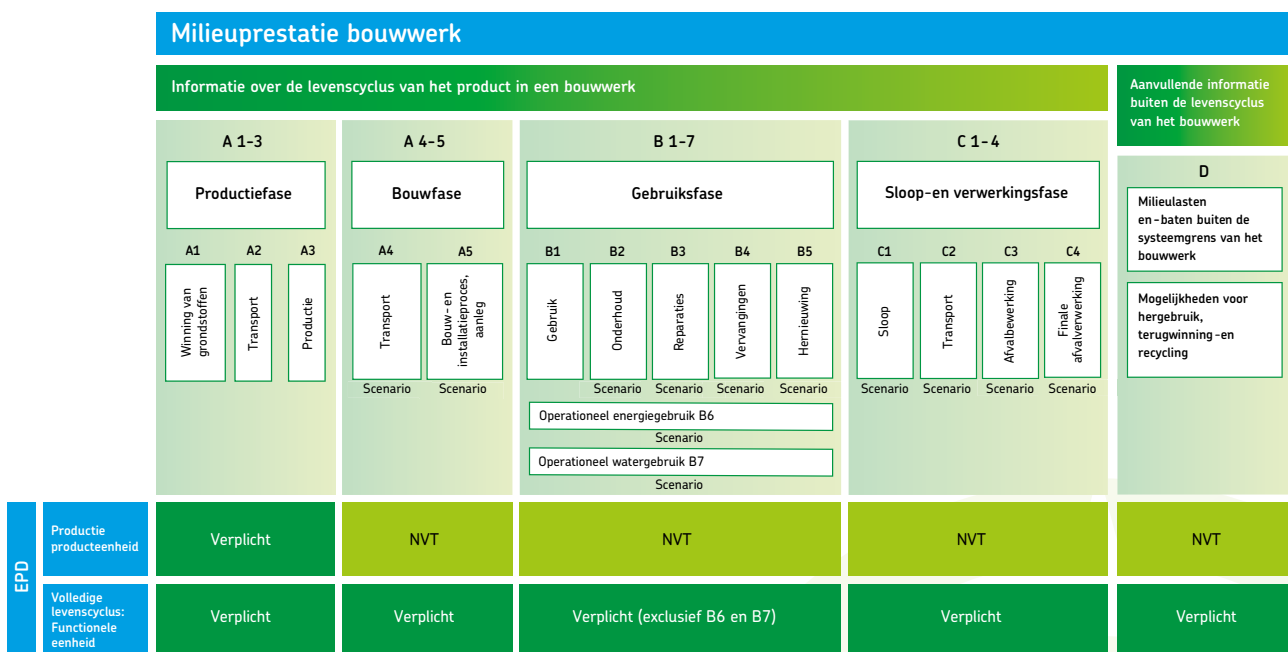 Milieuprestatie bouwwerk
Informatie over de levenscyclus van het product in een bouwwerk
Aanvullende informatie
buiten de levenscyclus
van het bouwwerk
A 1-3
Productiefase
A1
A2
A3
Winning van
grondstoffen
Transport
Productie
A 4-5
Bouwfase
A4
A5
Transport
Bouw- en
installatieproces,
aanleg
Scenario
Scenario
B 1-7
Gebruiksfase
B1
B2
B3
B4
B5
Gebruik
Onderhoud
Reparaties
Vervangingen
Hernieuwing
Scenario
Scenario
Scenario
Scenario
Operationeel energiegebruik B6
Scenario
Operationeel watergebruik B7
Scenario
C 1-4
Sloop-en verwerkingsfase
C1
C2
C3
C4
Sloop
Transport
Afvalbewerking
Finale
afvalverwerking
Scenario
Scenario
Scenario
Scenario
D
Milieulasten
en-baten buiten de
systeemgrens van het
bouwwerk
Mogelijkheden voor
hergebruik,
terugwinning-en
recycling
EPD
Productie
producteenheid
Verplicht
NVT
NVT
NVT
NVT
Volledige
levenscyclus:
Functionele
eenheid
Verplicht
Verplicht
Verplicht (exclusief B6 en B7)
Verplicht
Verplicht